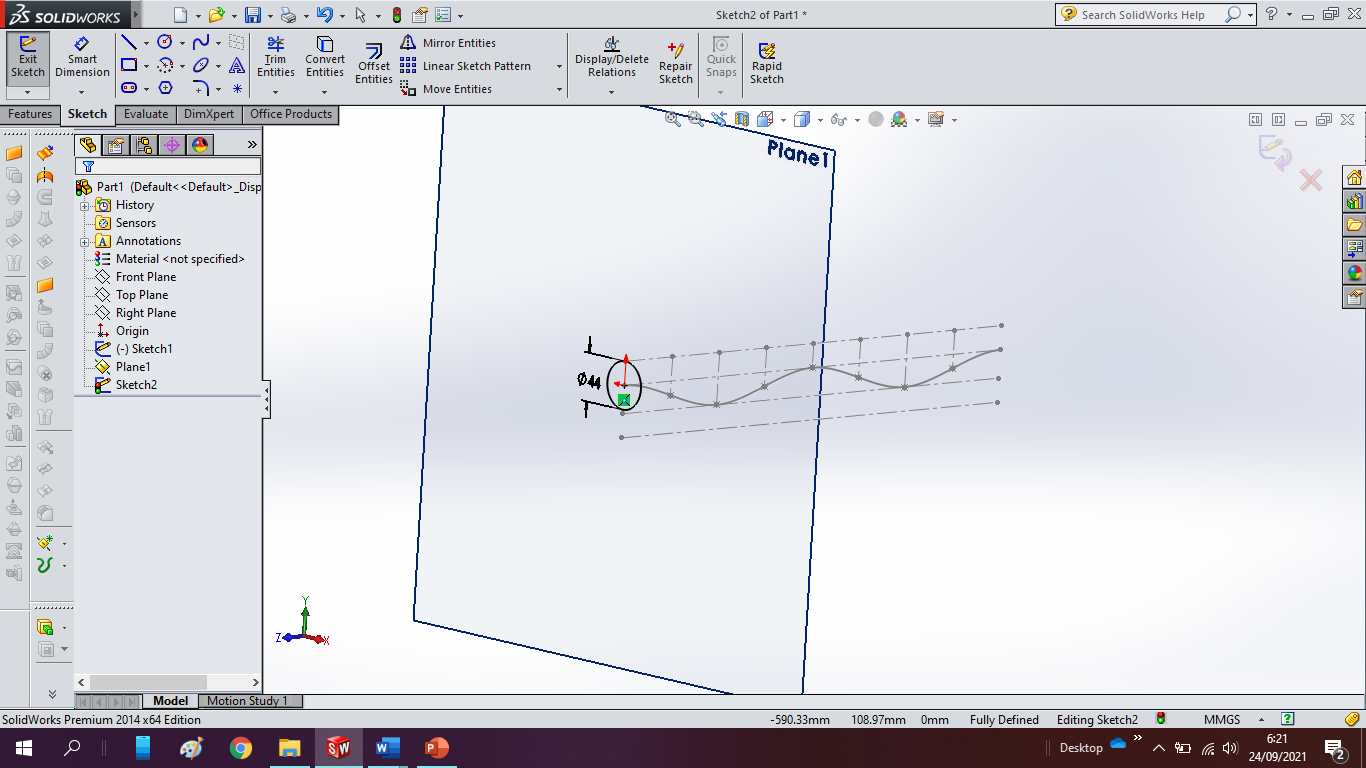 SOLIDWORKS
Sketch2 of Part1 *
Search SolidWorks Help
Exit Sketch
Smart Dimension
Trim Entities
Convert Entities
Offset Entities
Mirror Entities
Linear Sketch Pattern
Move Entities
Display/Delete Relations
Repair Sketch
Quick Snaps
Rapid Sketch
Features
Sketch
Evaluate
DimXpert
Office Products
Part1 (Default<<Default>_Disp
History
Sensors
Annotations
Material <not specified>
Front Plane
Top Plane
Right Plane
Origin
(-) Sketch1
Plane1
Sketch2
Plane1
Ø44
Y
Z
X
Model
Motion Study 1
SolidWorks Premium 2014 x64 Edition
-590.33mm
108.97mm
0mm
Fully Defined
Editing Sketch2
MMGS
Desktop
6:21
24/09/2021
2